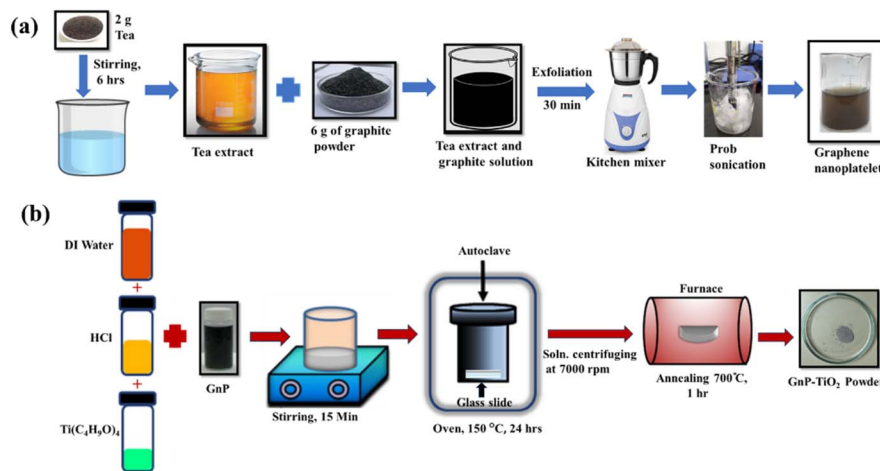 (a)
2 g
Tea
Stirring,
6 hrs
Tea extract
6 g of graphite
powder
Tea extract and
graphite solution
Exfoliation
30 min
Kitchen mixer
Prob
sonication
Graphene
nanoplatelet
(b)
DI Water
+
HCl
+
Ti(C₄H₉O)₄
GnP
Stirring, 15 Min
Autoclave
Glass slide
Oven, 150 °C, 24 hrs
Soln. centrifuging
at 7000 rpm
Furnace
Annealing 700°C,
1 hr
GnP-TiO₂ Powder